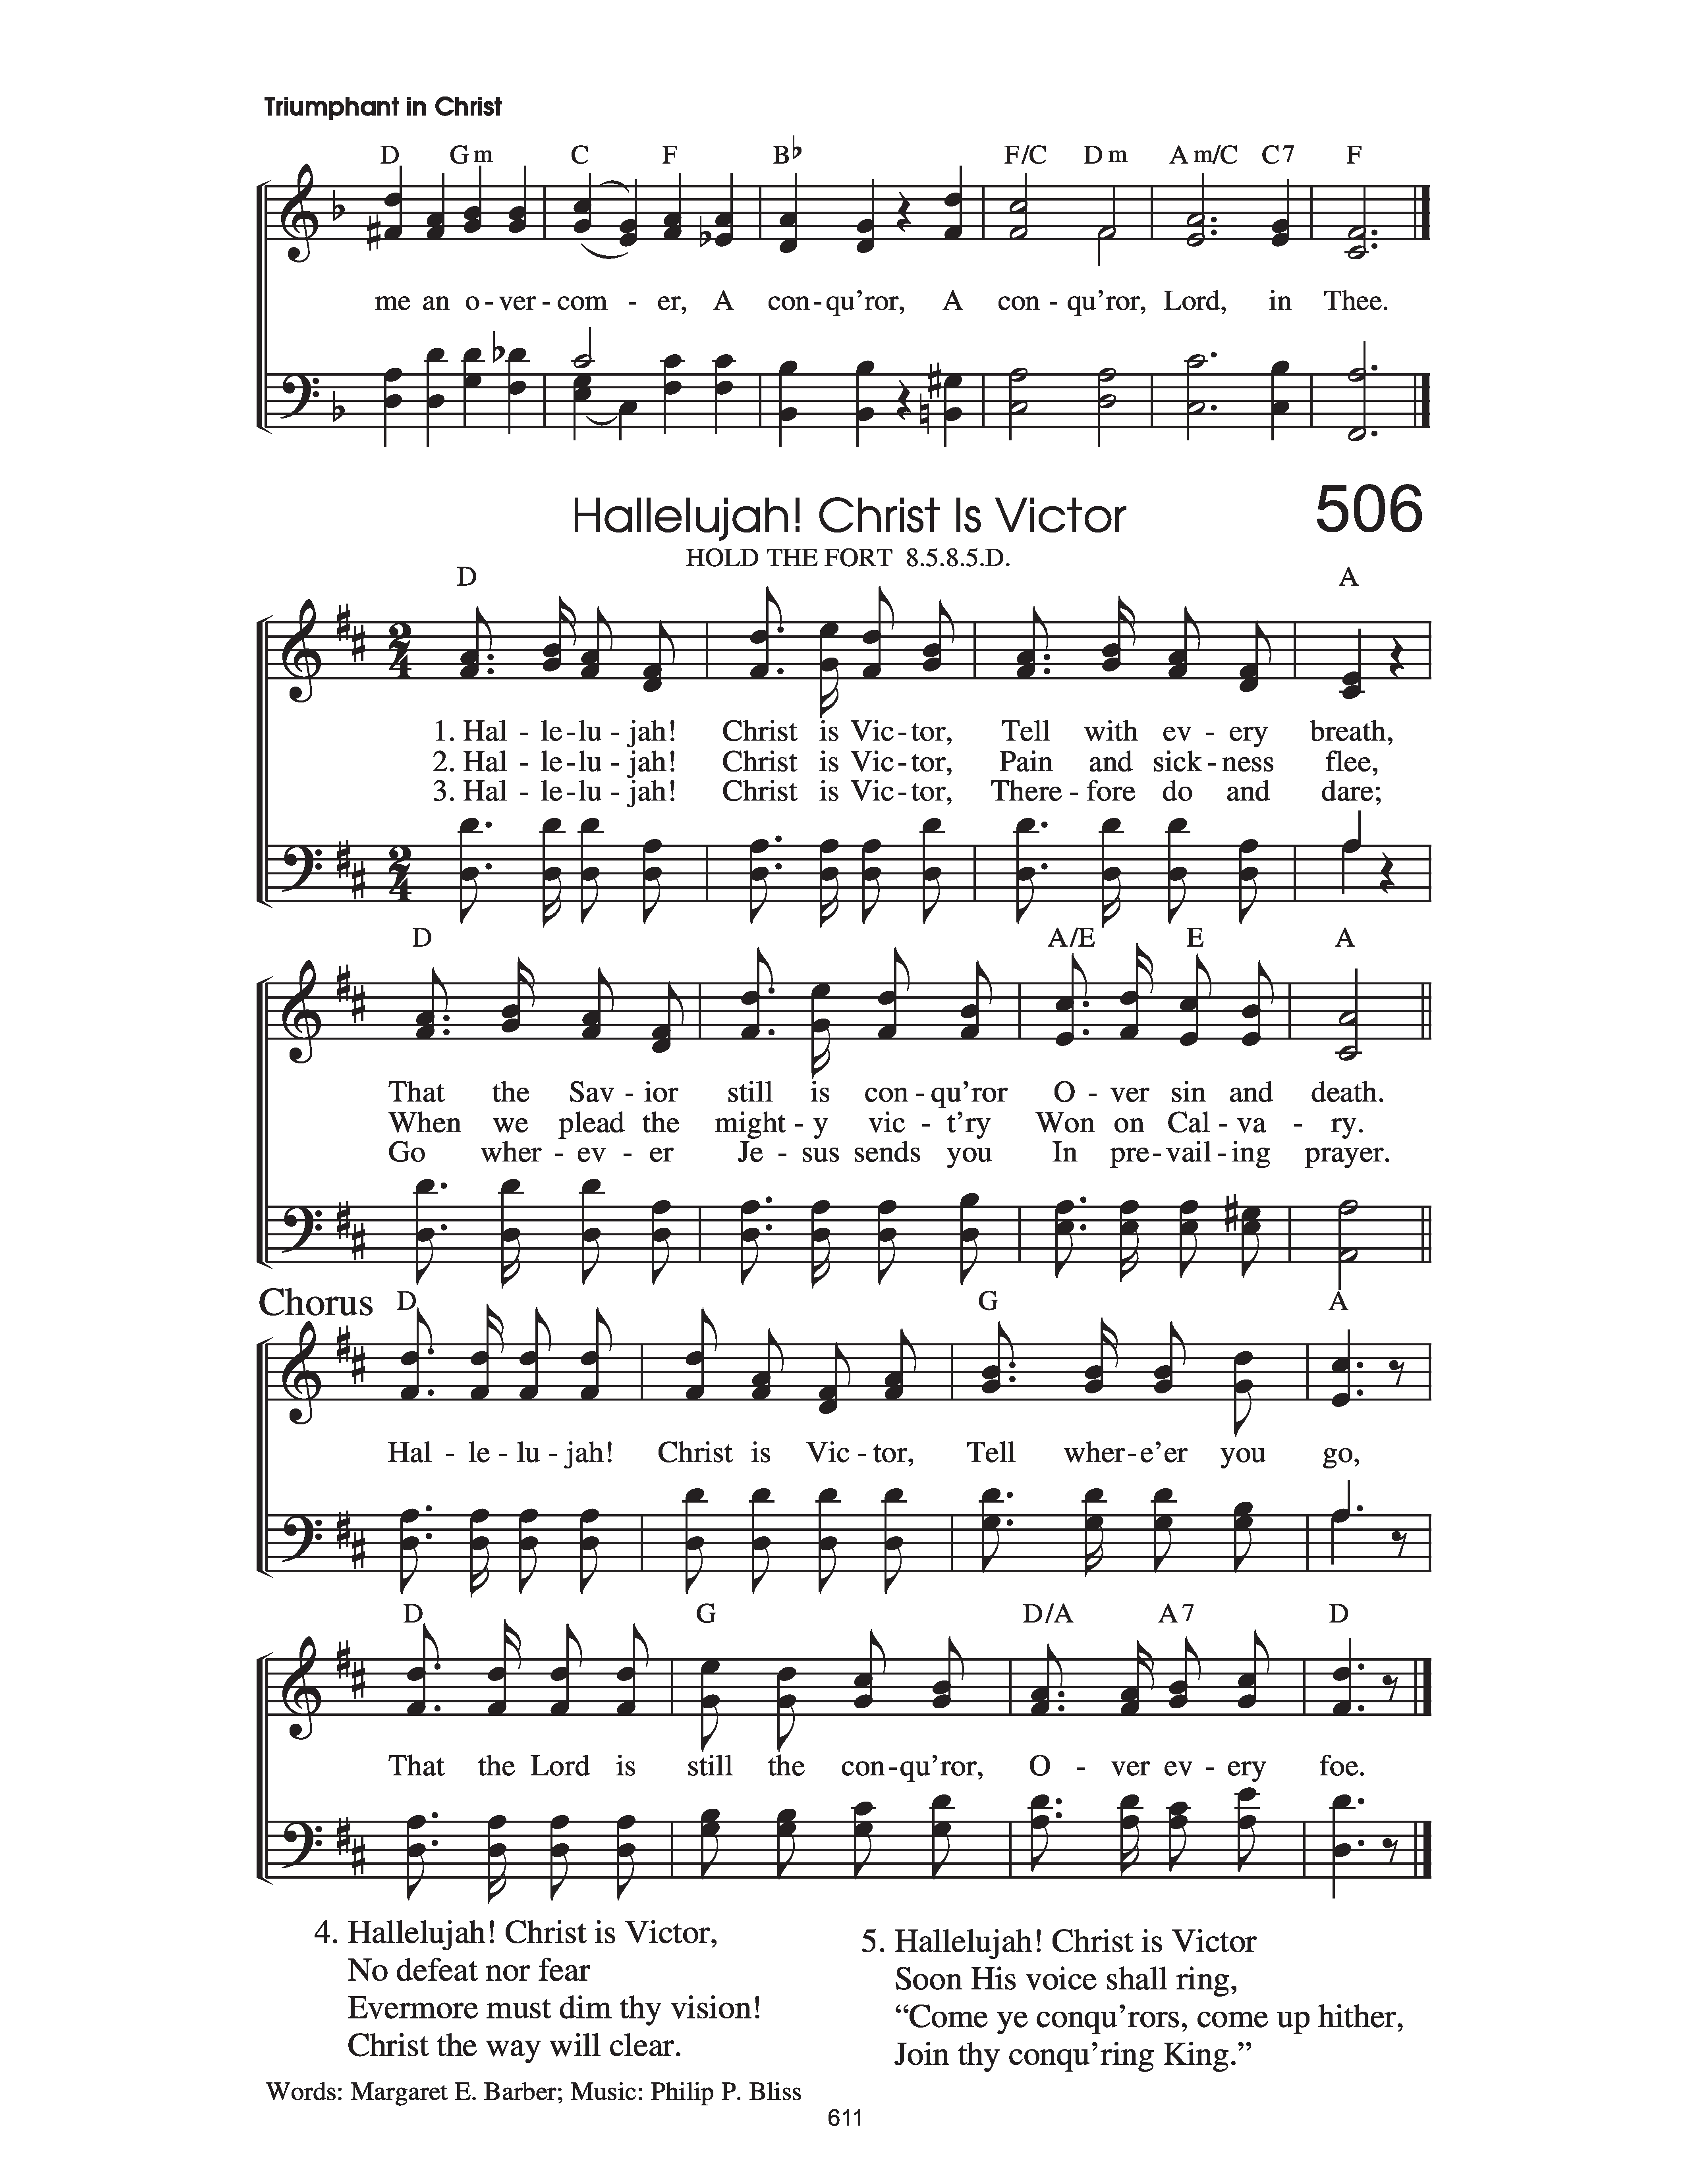 Triumphant in Christ
D Gm C F B♭ F/C Dm Am/C C7 F
me an o - ver - com - er, A con - qu’ror, A con - qu’ror, Lord, in Thee.
Hallelujah! Christ Is Victor 506
HOLD THE FORT 8.5.8.5.D.
D A
2 4
1. Hal - le - lu - jah! Christ is Vic - tor, Tell with ev - ery breath,
2. Hal - le - lu - jah! Christ is Vic - tor, Pain and sick - ness flee,
3. Hal - le - lu - jah! Christ is Vic - tor, There - fore do and dare;
2 4
D A/E E A
That the Sav - ior still is con - qu’ror O - ver sin and death.
When we plead the might - y vic - t’ry Won on Cal - va - ry.
Go wher - ev - er Je - sus sends you In pre - vail - ing prayer.
Chorus D G A
Hal - le - lu - jah! Christ is Vic - tor, Tell wher - e’er you go,
D G D/A A7 D
That the Lord is still the con - qu’ror, O - ver ev - ery foe.
4. Hallelujah! Christ is Victor,
No defeat nor fear
Evermore must dim thy vision!
Christ the way will clear.
5. Hallelujah! Christ is Victor
Soon His voice shall ring,
“Come ye conqu’rors, come up hither,
Join thy conqu’ring King.”
Words: Margaret E. Barber; Music: Philip P. Bliss
611